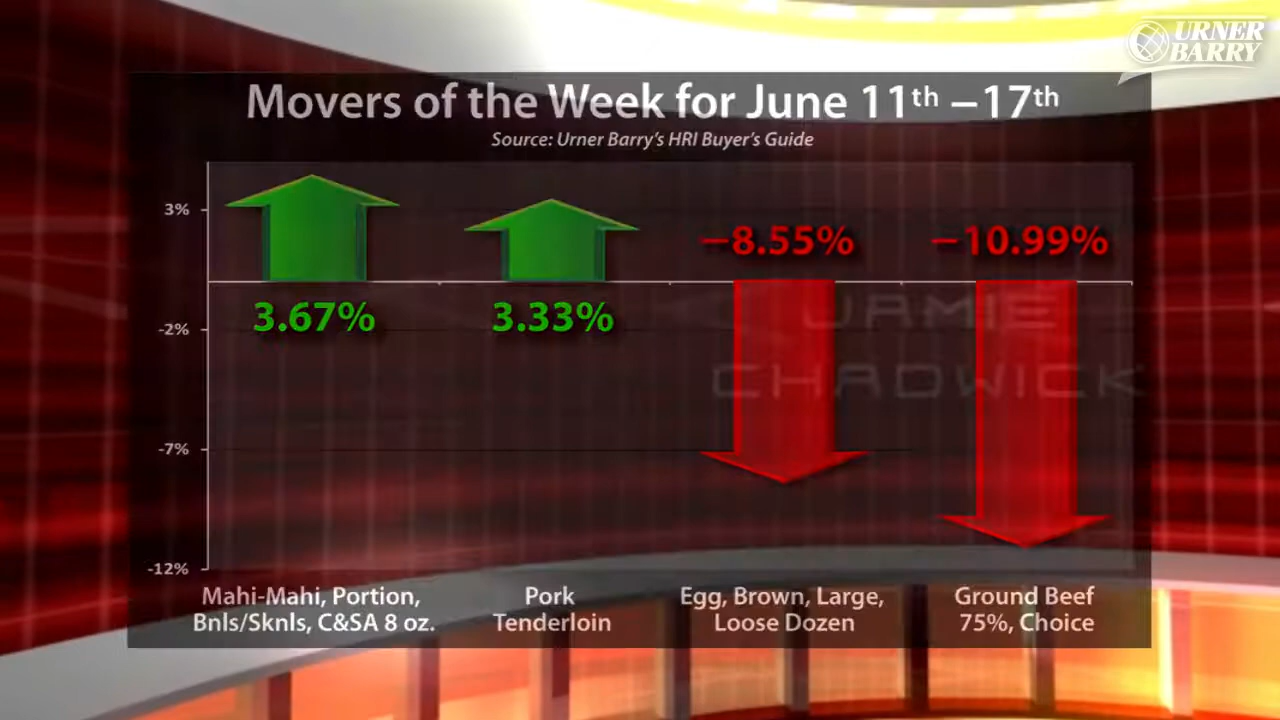 URNER
BARRY
Movers of the Week for June 11th –17th
Source: Urner Barry's HRI Buyer's Guide
3%
-2%
-7%
-12%
–8.55%
–10.99%
3.67%
3.33%
JAMIE
CHADWICK
Mahi-Mahi, Portion,
Bnls/Sknls, C&SA 8 oz.
Pork
Tenderloin
Egg, Brown, Large,
Loose Dozen
Ground Beef
75%, Choice